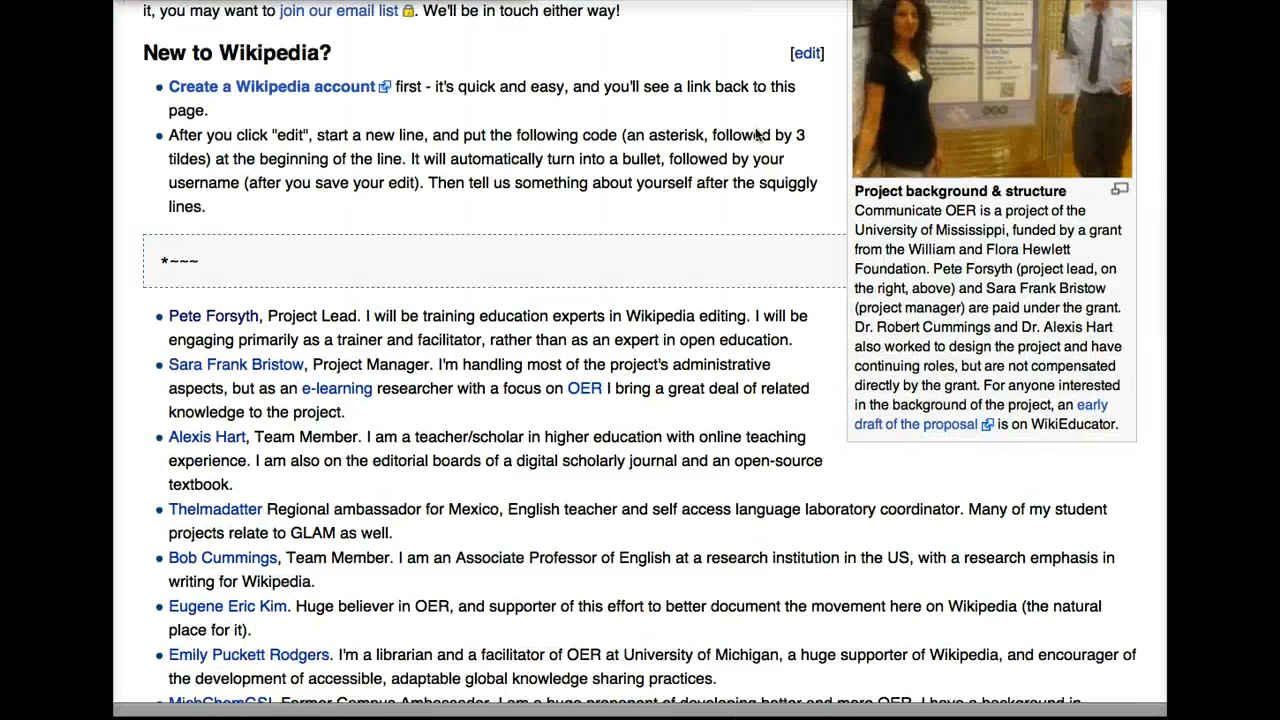 it, you may want to join our email list. We'll be in touch either way!
New to Wikipedia?
[edit]
Create a Wikipedia account first - it's quick and easy, and you'll see a link back to this
page.
After you click "edit", start a new line, and put the following code (an asterisk, followed by 3
tildes) at the beginning of the line. It will automatically turn into a bullet, followed by your
username (after you save your edit). Then tell us something about yourself after the squiggly
lines.
*~~~
Pete Forsyth, Project Lead. I will be training education experts in Wikipedia editing. I will be
engaging primarily as a trainer and facilitator, rather than as an expert in open education.
Sara Frank Bristow, Project Manager. I'm handling most of the project's administrative
aspects, but as an e-learning researcher with a focus on OER I bring a great deal of related
knowledge to the project.
Alexis Hart, Team Member. I am a teacher/scholar in higher education with online teaching
experience. I am also on the editorial boards of a digital scholarly journal and an open-source
textbook.
Thelmadatter Regional ambassador for Mexico, English teacher and self access language laboratory coordinator. Many of my student
projects relate to GLAM as well.
Bob Cummings, Team Member. I am an Associate Professor of English at a research institution in the US, with a research emphasis in
writing for Wikipedia.
Eugene Eric Kim. Huge believer in OER, and supporter of this effort to better document the movement here on Wikipedia (the natural
place for it).
Emily Puckett Rodgers. I'm a librarian and a facilitator of OER at University of Michigan, a huge supporter of Wikipedia, and encourager of
the development of accessible, adaptable global knowledge sharing practices.
MichChemGSI, Former Campus Ambassador. I am a huge proponent of developing better and more OER. I have a background in
Project background & structure
Communicate OER is a project of the
University of Mississippi, funded by a grant
from the William and Flora Hewlett
Foundation. Pete Forsyth (project lead, on
the right, above) and Sara Frank Bristow
(project manager) are paid under the grant.
Dr. Robert Cummings and Dr. Alexis Hart
also worked to design the project and have
continuing roles, but are not compensated
directly by the grant. For anyone interested
in the background of the project, an early
draft of the proposal is on WikiEducator.